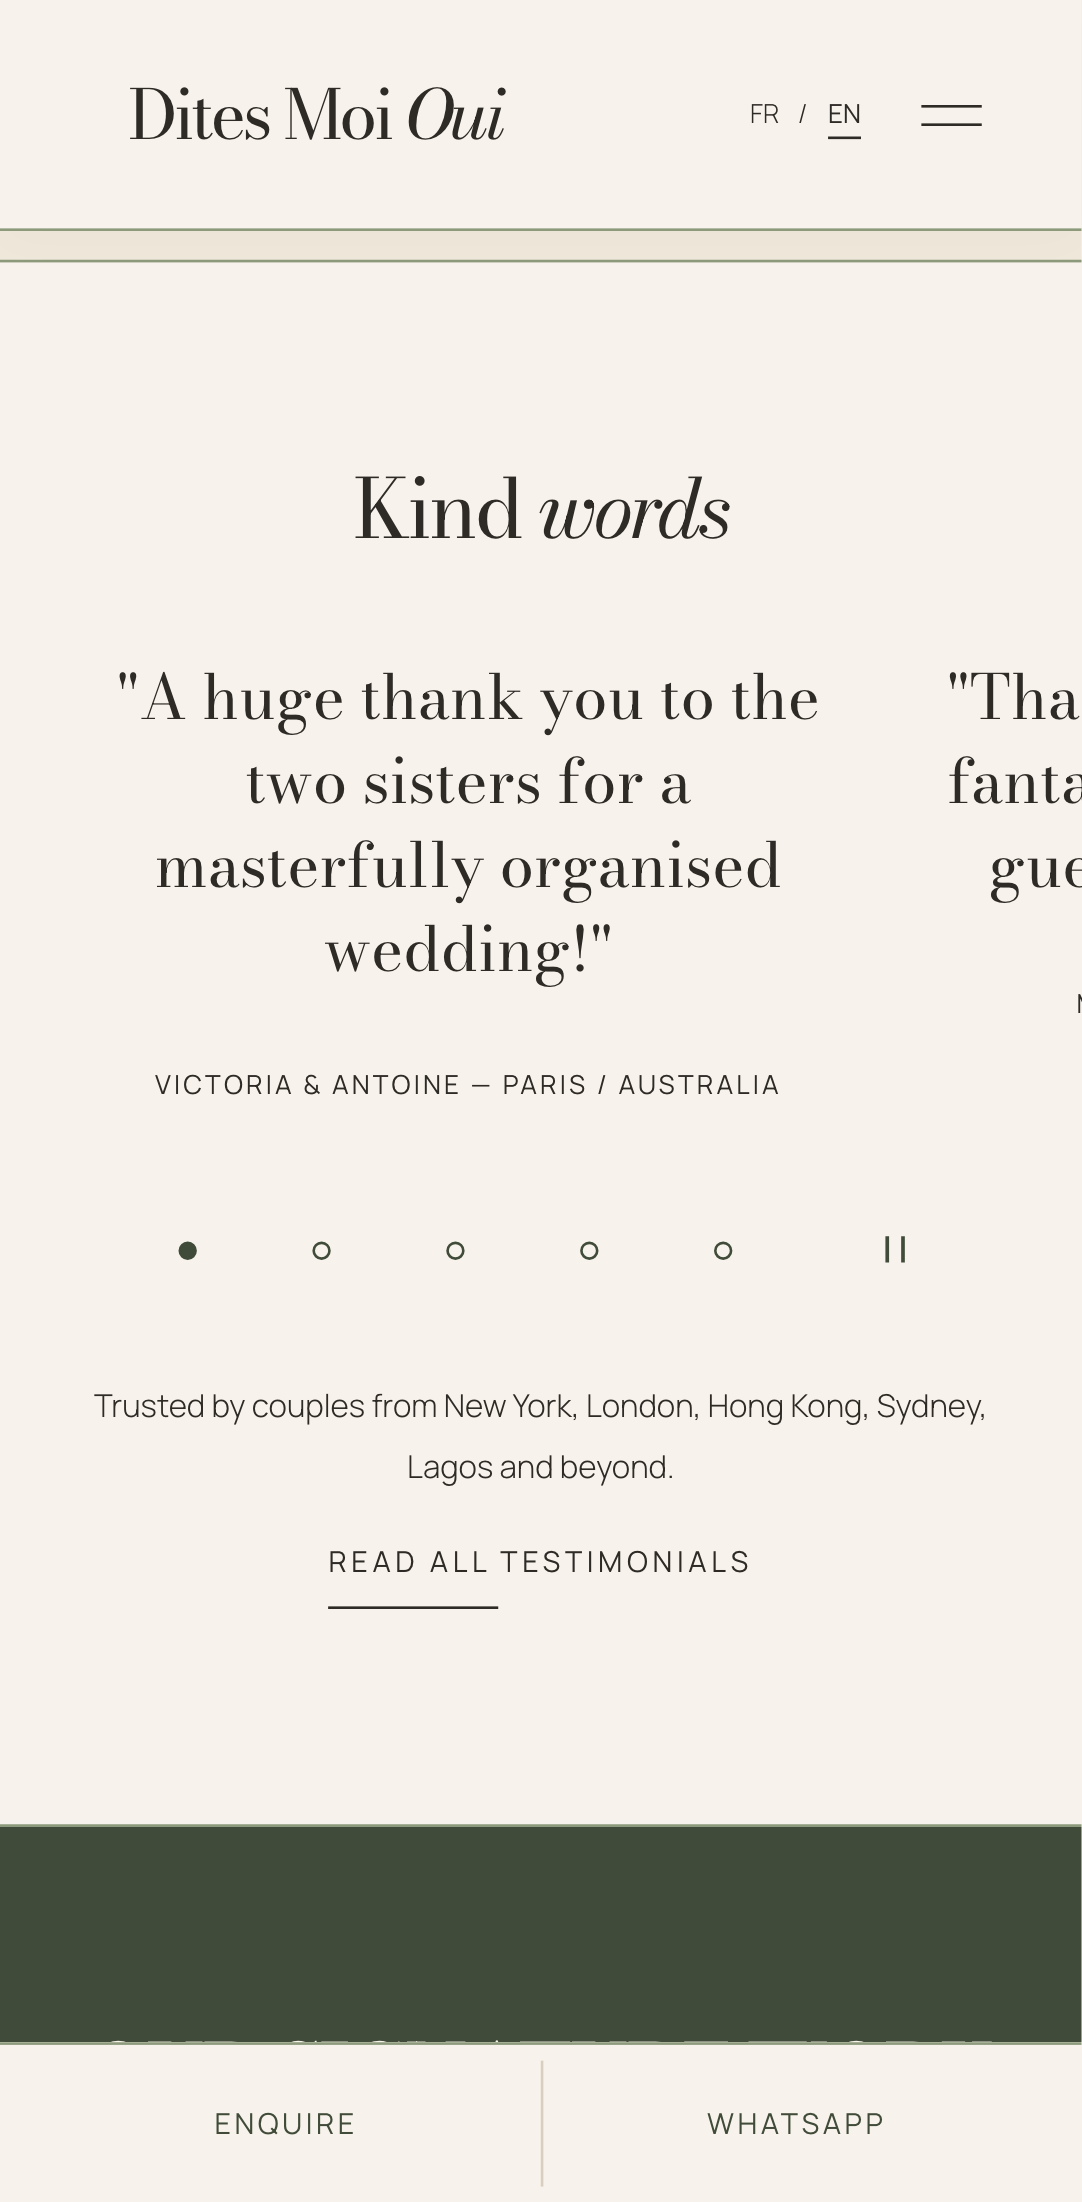 Dites Moi Oui
FR / EN
Kind words
"A huge thank you to the
two sisters for a
masterfully organised
wedding!"
VICTORIA & ANTOINE — PARIS / AUSTRALIA
Trusted by couples from New York, London, Hong Kong, Sydney,
Lagos and beyond.
READ ALL TESTIMONIALS
ENQUIRE
WHATSAPP